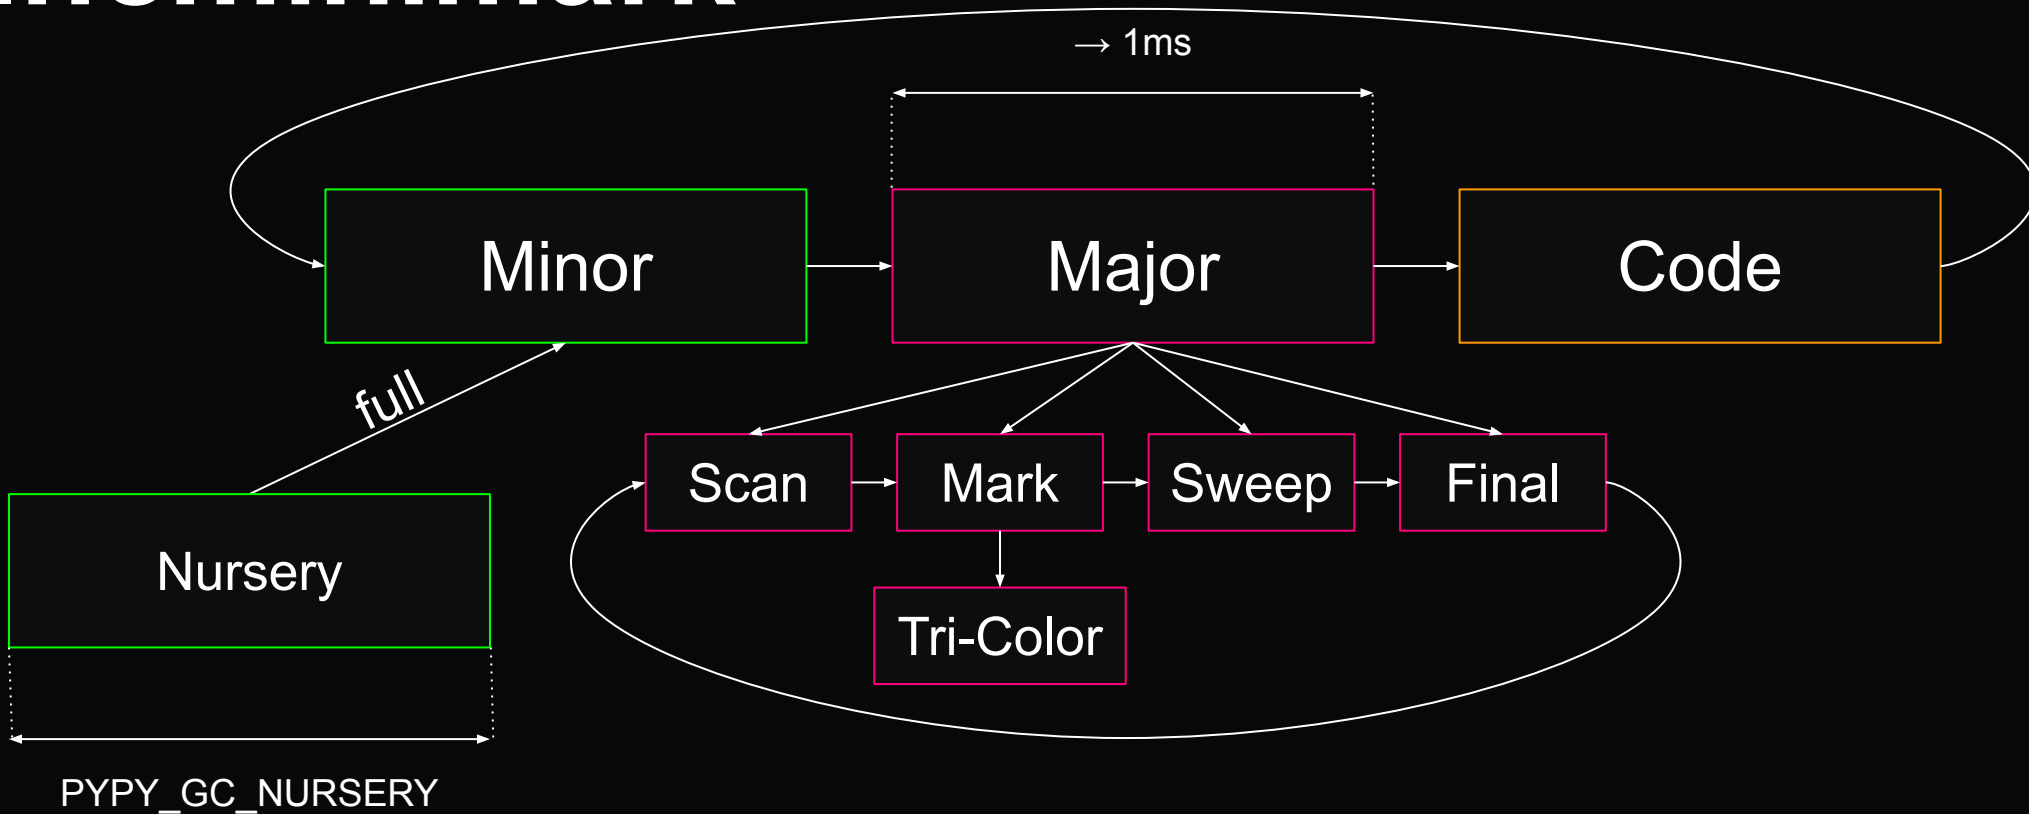 → 1ms
Minor
Major
Code
full
Scan
Mark
Sweep
Final
Nursery
Tri-Color
PYPY_GC_NURSERY